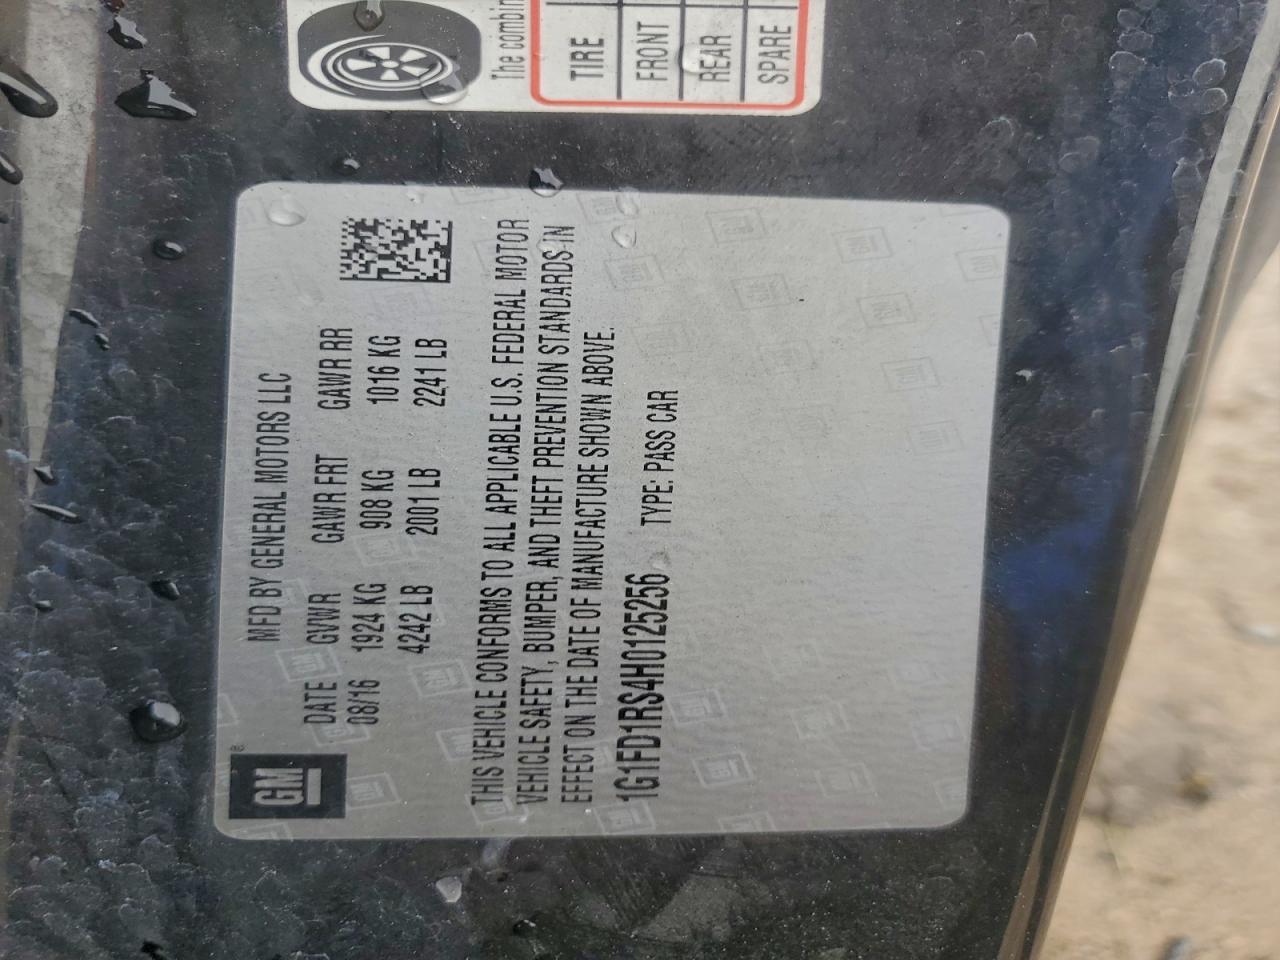 The combin
TIRE
FRONT
REAR
SPARE
GM®
MFD BY GENERAL MOTORS LLC
DATE GVWR GAWR FRT GAWR RR
08/16 1924 KG 908 KG 1016 KG
4242 LB 2001 LB 2241 LB
THIS VEHICLE CONFORMS TO ALL APPLICABLE U.S. FEDERAL MOTOR
VEHICLE SAFETY, BUMPER, AND THEFT PREVENTION STANDARDS IN
EFFECT ON THE DATE OF MANUFACTURE SHOWN ABOVE.
1G1FD1RS4H0125256 TYPE: PASS CAR